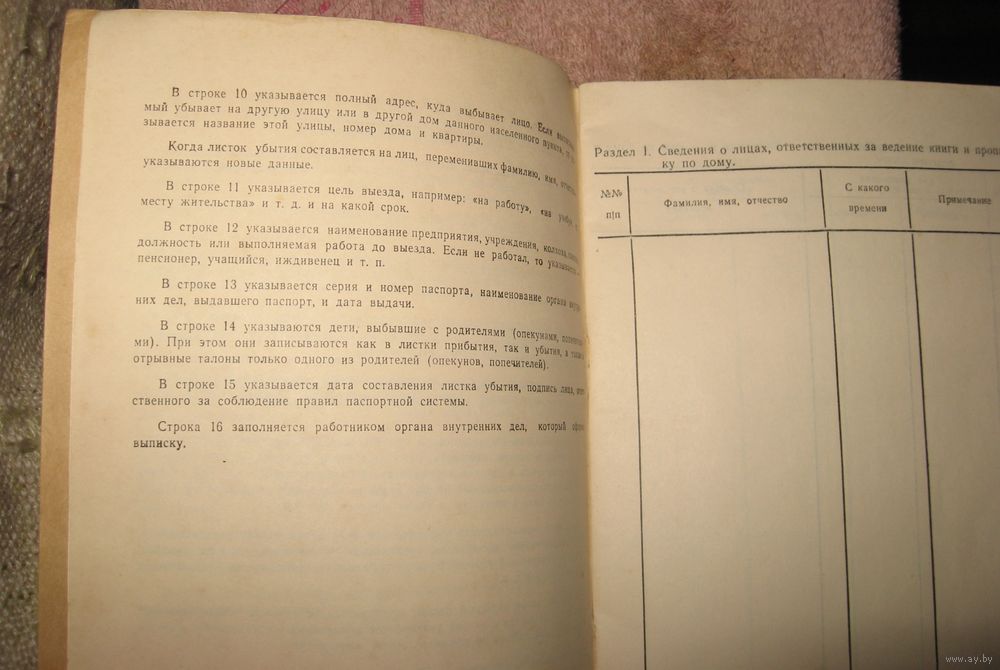 В строке 10 указывается полный адрес, куда выбывает лицо. Если
мый убывает на другую улицу или в другой дом данного населенного пункта,
зывается название этой улицы, номер дома и квартиры.
Когда листок убытия составляется на лиц, переменивших фамилию, имя,
указываются новые данные.
В строке 11 указывается цель выезда, например: «на работу», «на
месту жительства» и т. д. и на какой срок.
В строке 12 указывается наименование предприятия, учреждения,
должность или выполняемая работа до выезда. Если не работал, то
пенсионер, учащийся, иждивенец и т. п.
В строке 13 указывается серия и номер паспорта, наименование органа
них дел, выдавшего паспорт, и дата выдачи.
В строке 14 указываются дети, выбывшие с родителями (опекунами,
ми). При этом они записываются как в листки прибытия, так и убытия, а
отрывные талоны только одного из родителей (опекунов, попечителей).
В строке 15 указывается дата составления листка убытия, подпись лица,
ственного за соблюдение правил паспортной системы.
Строка 16 заполняется работником органа внутренних дел, который
выписку.
Раздел I. Сведения о лицах, ответственных за ведение книги и
ку по дому.
№№ п|п
Фамилия, имя, отчество
С какого времени
Примечание
www.ay.by